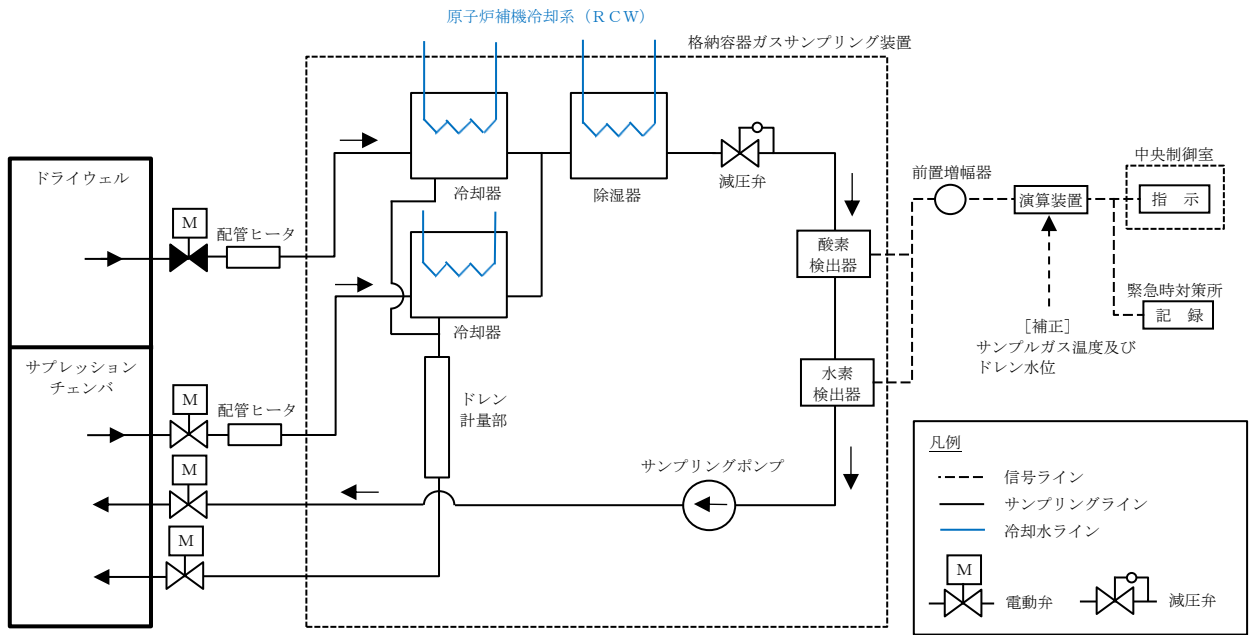 原子炉補機冷却系（ＲＣＷ）
格納容器ガスサンプリング装置
ドライウェル
M
配管ヒータ
冷却器
除湿器
減圧弁
冷却器
サプレッション
チェンバ
M
配管ヒータ
M
M
ドレン
計量部
サンプリングポンプ
酸素
検出器
水素
検出器
前置増幅器
演算装置
中央制御室
指　示
緊急時対策所
記　録
［補正］
サンプルガス温度及び
ドレン水位
凡例
信号ライン
サンプリングライン
冷却水ライン
M
電動弁
減圧弁